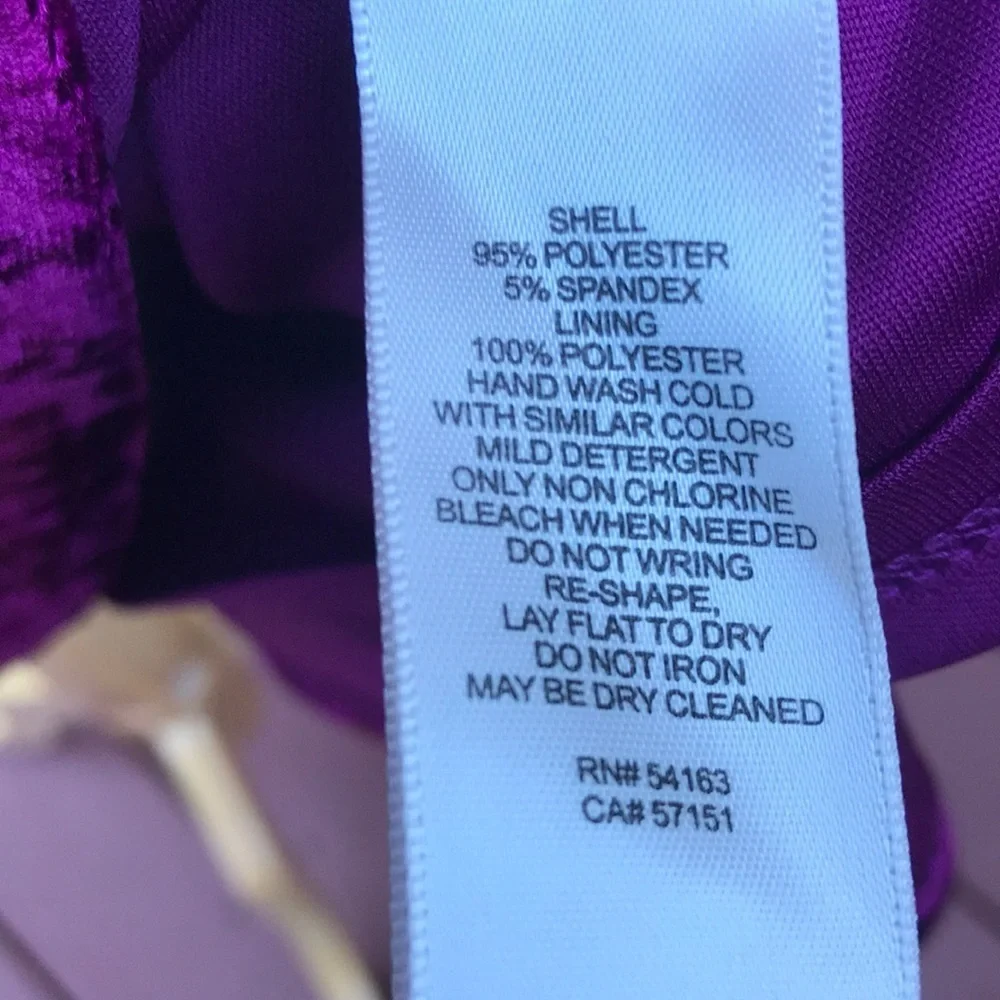 SHELL
95% POLYESTER
5% SPANDEX
LINING
100% POLYESTER
HAND WASH COLD
WITH SIMILAR COLORS
MILD DETERGENT
ONLY NON CHLORINE
BLEACH WHEN NEEDED
DO NOT WRING
RE-SHAPE,
LAY FLAT TO DRY
DO NOT IRON
MAY BE DRY CLEANED
RN# 54163
CA# 57151